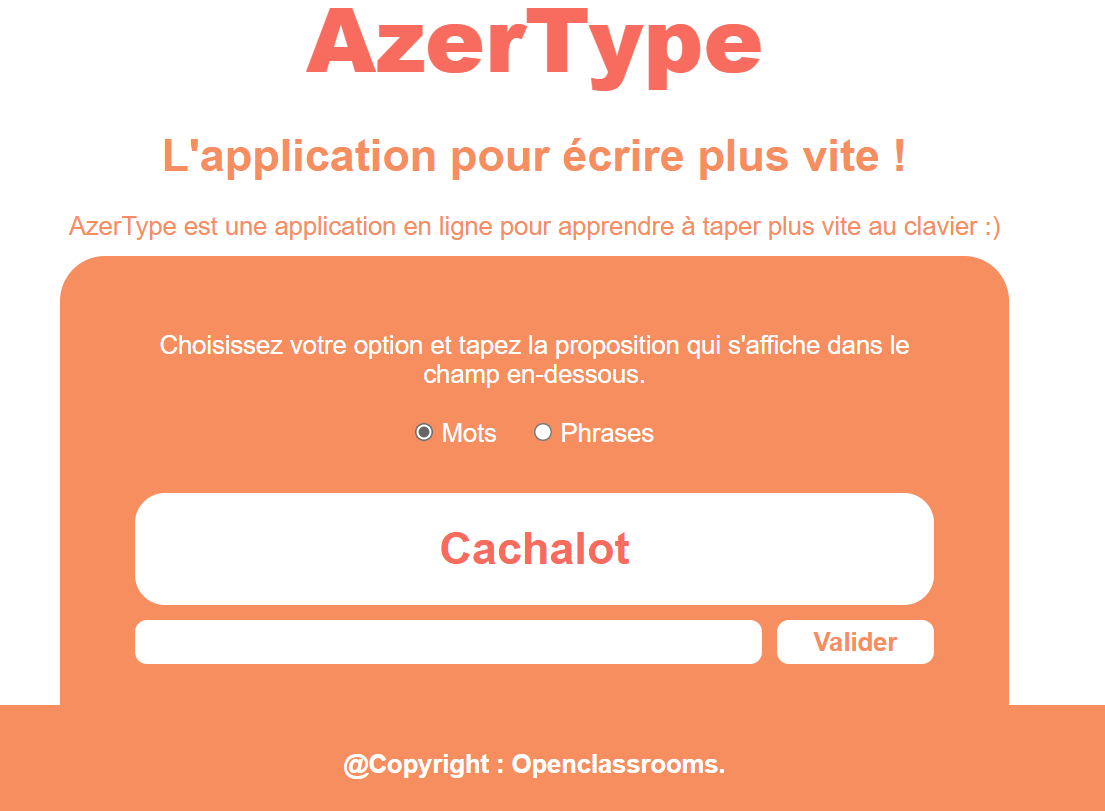 AzerType
L'application pour écrire plus vite !
AzerType est une application en ligne pour apprendre à taper plus vite au clavier :)
Choisissez votre option et tapez la proposition qui s'affiche dans le
champ en-dessous.
Mots Phrases
Cachalot
Valider
@Copyright : Openclassrooms.